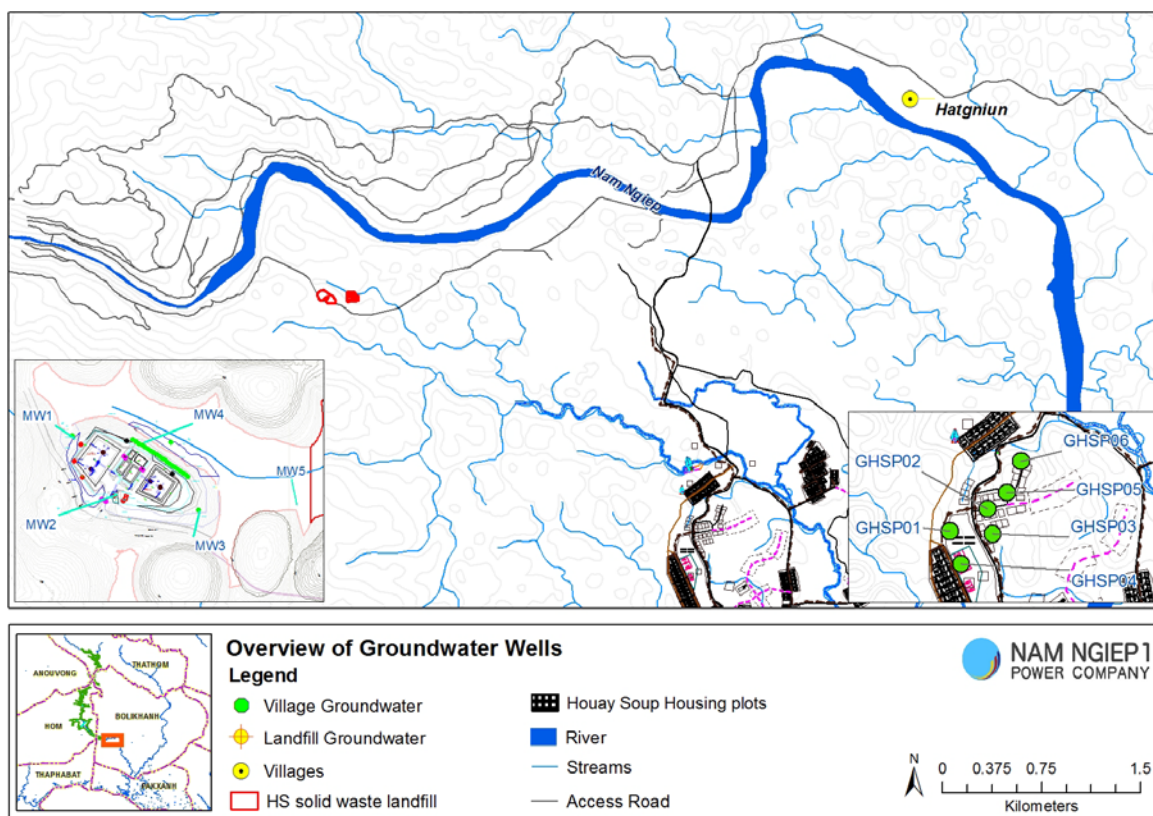 Hatgniun
Nam Ngiep
MW1
MW4
MW5
MW2
MW3
GHSP06
GHSP02
GHSP05
GHSP01
GHSP03
GHSP04
Overview of Groundwater Wells
Legend
Village Groundwater
Landfill Groundwater
Villages
HS solid waste landfill
Houay Soup Housing plots
River
Streams
Access Road
NAM NGIEP 1
POWER COMPANY
N
0 0.375 0.75 1.5
Kilometers
ANOUVONG
THATHOM
HOM
BOLIKHANH
THAPHABAT
PAKXANH